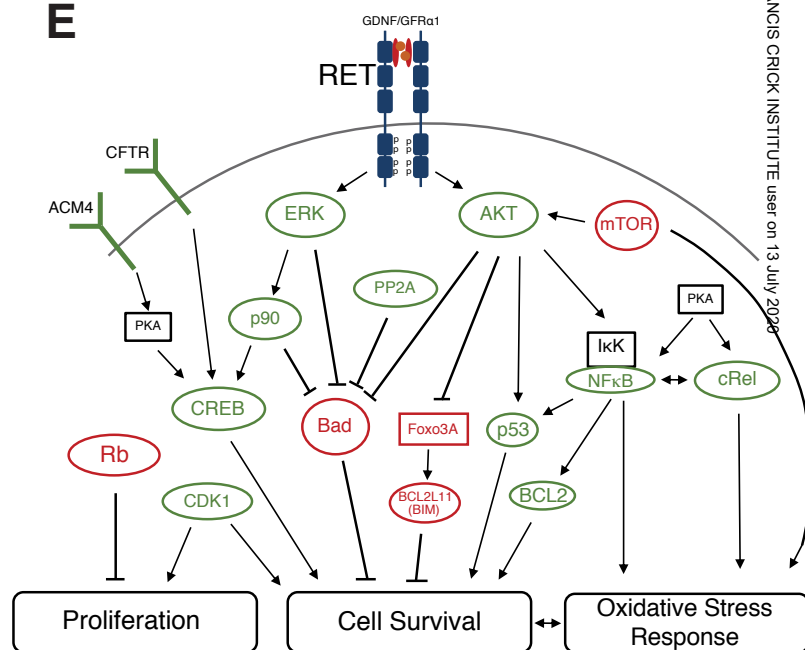 E
GDNF/GFRα1
RET
p p
p p
p p
p p
CFTR
ACM4
ERK
AKT
mTOR
PP2A
PKA
p90
PKA
IκK
NFκB
cRel
CREB
Bad
Foxo3A
p53
Rb
CDK1
BCL2L11
(BIM)
BCL2
Proliferation
Cell Survival
Oxidative Stress
Response
NCIS CRICK INSTITUTE user on 13 July 2020